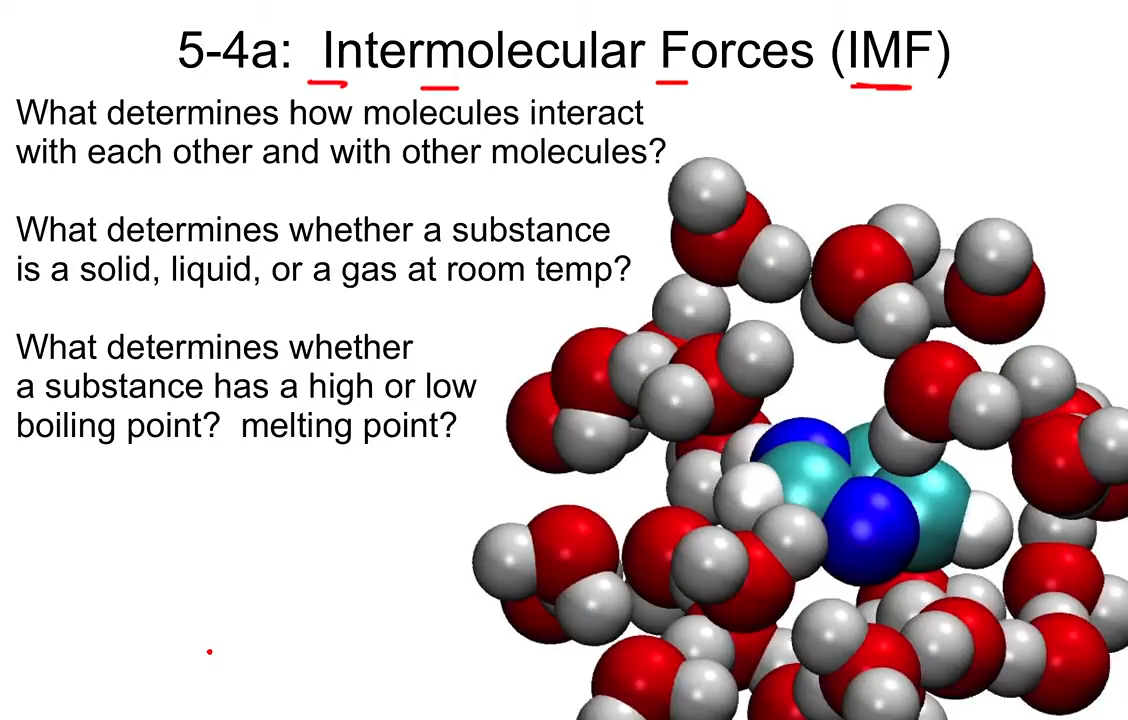 5-4a: Intermolecular Forces (IMF)
What determines how molecules interact
with each other and with other molecules?
What determines whether a substance
is a solid, liquid, or a gas at room temp?
What determines whether
a substance has a high or low
boiling point? melting point?